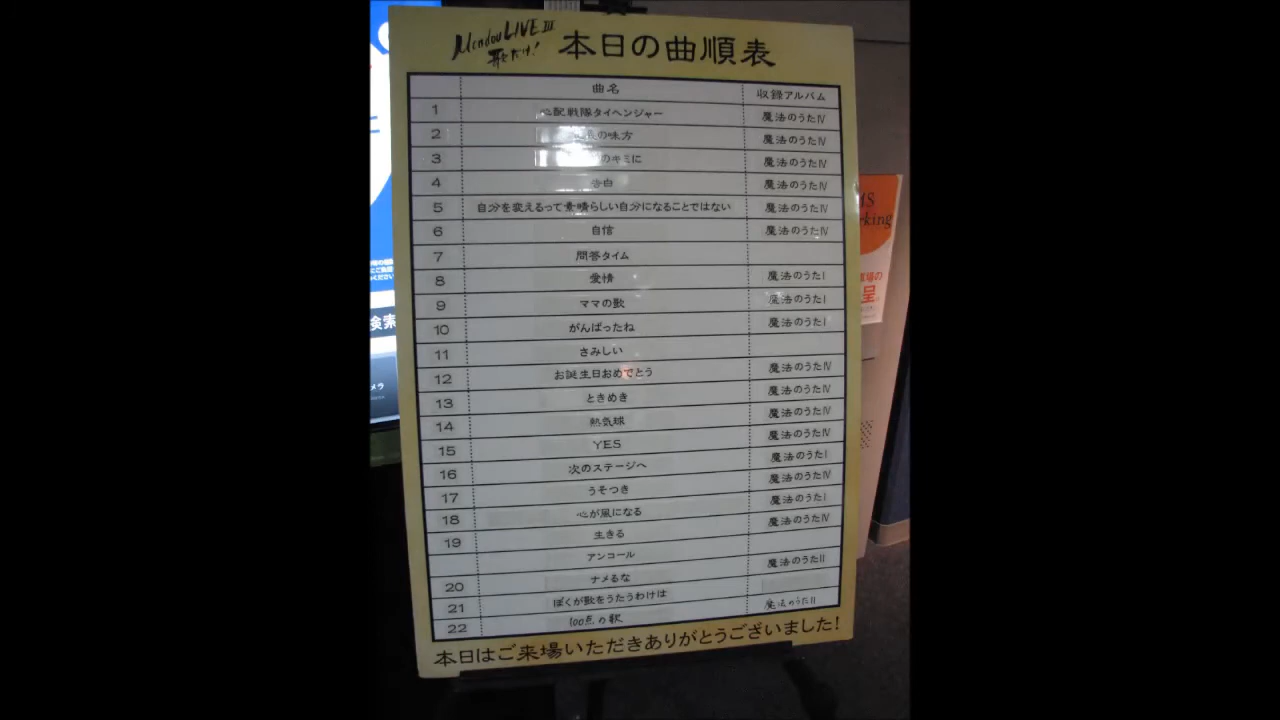 Mendou LIVE III
歌だけ! 本日の曲順表
曲名 収録アルバム
1 心配戦隊タイヘンジャー 魔法のうたⅣ
2 の味方 魔法のうたⅣ
3 のキミに 魔法のうたⅣ
4 告白 魔法のうたⅣ
5 自分を変えるって素晴らしい自分になることではない 魔法のうたⅣ
6 自信 魔法のうたⅣ
7 問答タイム
8 愛情 魔法のうたⅠ
9 ママの歌 魔法のうたⅠ
10 がんばったね 魔法のうたⅠ
11 さみしい
12 お誕生日おめでとう 魔法のうたⅣ
13 ときめき 魔法のうたⅣ
14 熱気球 魔法のうたⅣ
15 YES 魔法のうたⅣ
16 次のステージへ 魔法のうたⅠ
17 うそつき 魔法のうたⅣ
18 心が風になる 魔法のうたⅠ
19 生きる 魔法のうたⅣ
アンコール
20 ナメるな 魔法のうたⅡ
21 ぼくが歌をうたうわけは
22 100点の歌 魔法のうたⅡ
本日はご来場いただきありがとうございました!
検索